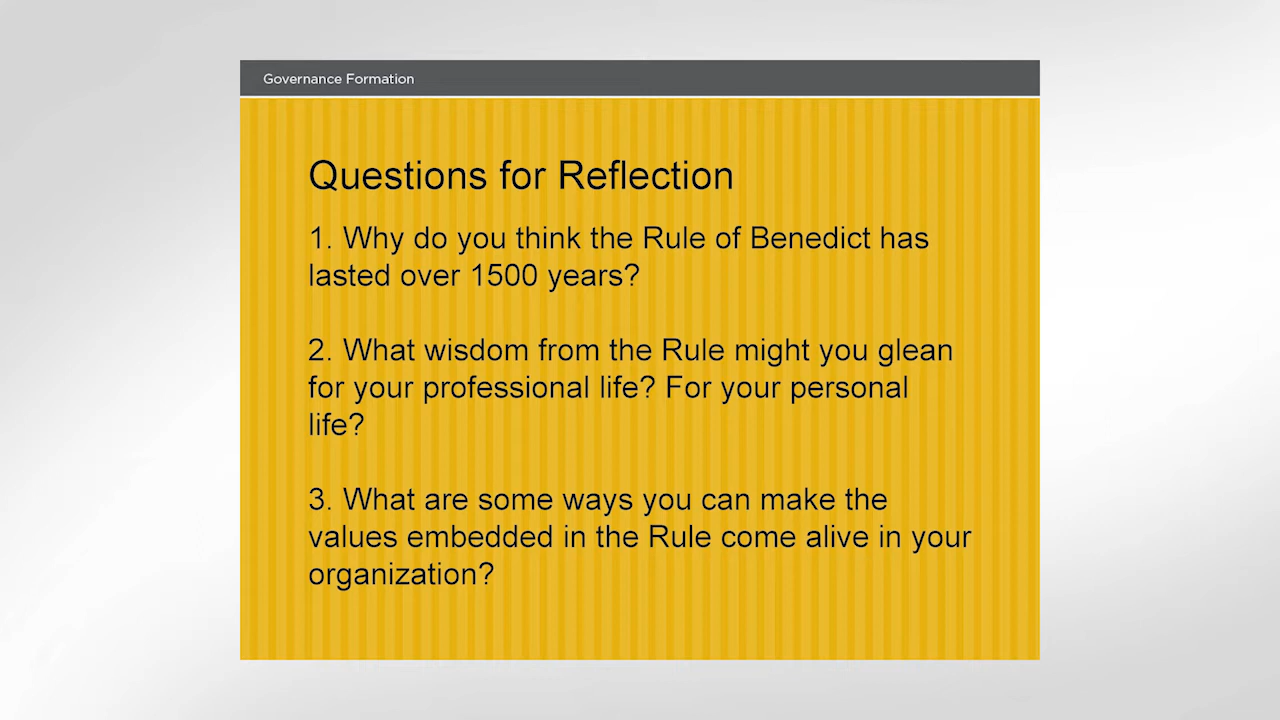 Governance Formation
Questions for Reflection
1. Why do you think the Rule of Benedict has
lasted over 1500 years?
2. What wisdom from the Rule might you glean
for your professional life? For your personal
life?
3. What are some ways you can make the
values embedded in the Rule come alive in your
organization?